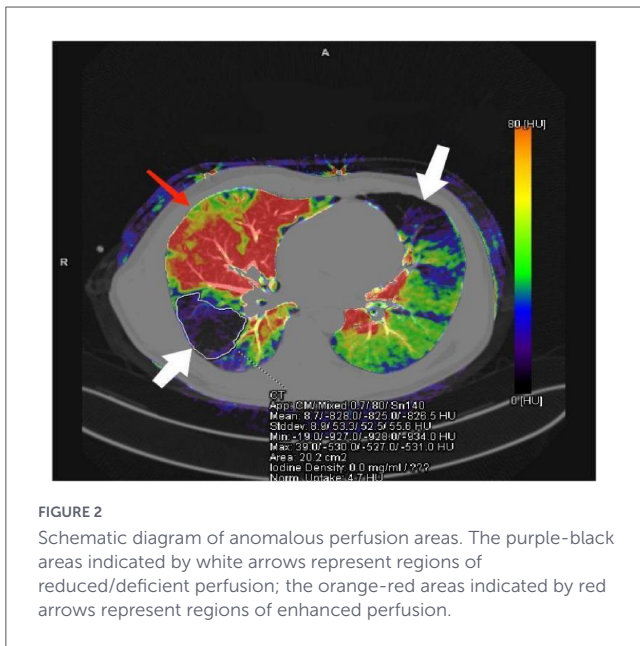 A
80 [HU]
R
0 [HU]
CT
App: CM/ Mixed 0.7/ 80/ Sn140
Mean: 8.7/ -828.0/ -825.0/ -826.5 HU
Stddev: 8.9/ 53.3/ 52.5/ 55.6 HU
Min: -19.0/ -927.0/ -928.0/ -934.0 HU
Max: 39.0/ -530.0/ -527.0/ -531.0 HU
Area: 20.2 cm2
Iodine Density: 0.0 mg/ml / ???
Norm. Uptake: 4.7 HU
FIGURE 2
Schematic diagram of anomalous perfusion areas. The purple-black
areas indicated by white arrows represent regions of
reduced/deficient perfusion; the orange-red areas indicated by red
arrows represent regions of enhanced perfusion.